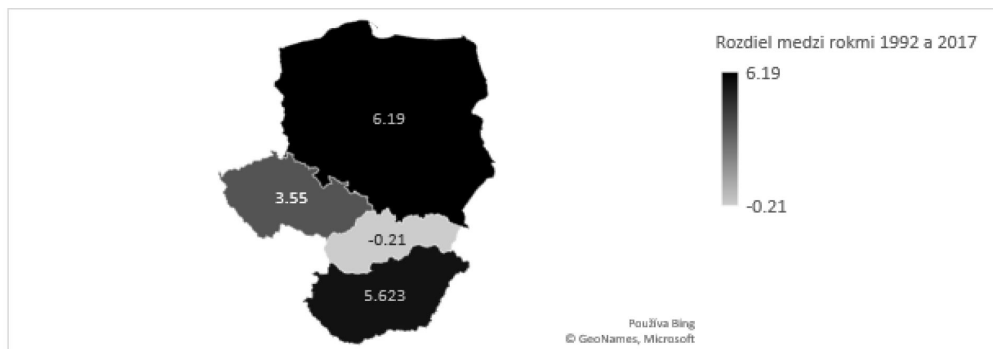 Rozdiel medzi rokmi 1992 a 2017
6.19
-0.21
6.19
3.55
-0.21
5.623
Používa Bing
© GeoNames, Microsoft